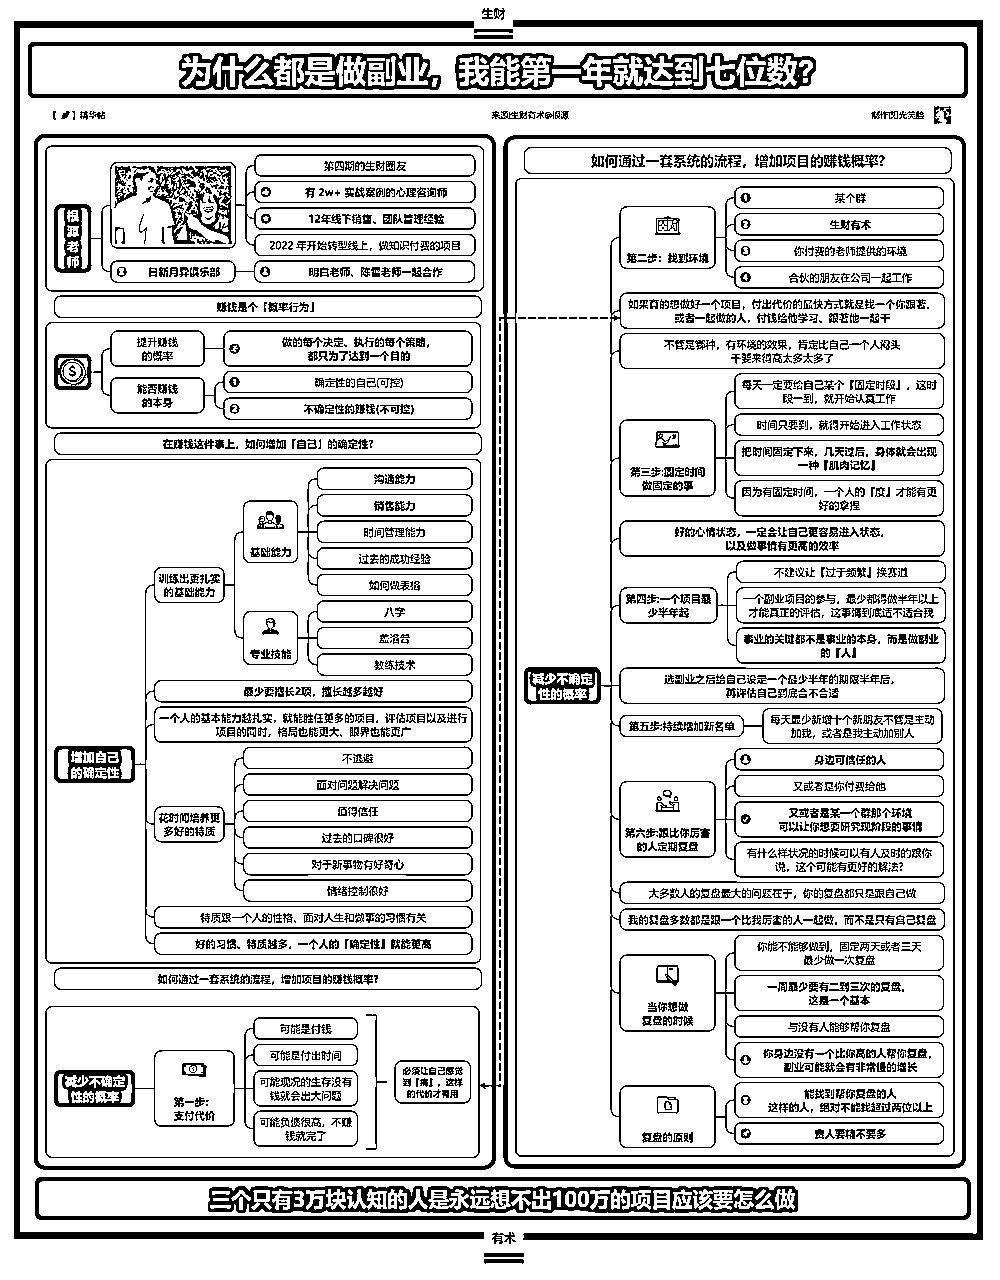 生财
为什么都是做副业，我能第一年就达到七位数？
精华帖
来源|生财有术@根源
制作|阳光笑脸
根源老师
第四期的生财圈友
有 2w+ 实战案例的心理咨询师
12年线下销售、团队管理经验
2022 年开始转型线上，做知识付费的项目
日新月异俱乐部
明白老师、陈雷老师一起合作
赚钱是个「概率行为」
提升赚钱
的概率
做的每个决定、执行的每个策略，
都只为了达到一个目的
能否赚钱
的本身
确定性的自己(可控)
不确定性的赚钱(不可控)
在赚钱这件事上，如何增加「自己」的确定性？
增加自己
的确定性
训练出更扎实
的基础能力
基础能力
沟通能力
销售能力
时间管理能力
过去的成功经验
如何做表格
专业技能
八字
教练技术
最少要擅长2项，擅长越多越好
一个人的基本能力越扎实，就能胜任更多的项目，评估项目以及进行
项目的同时，格局也能更大、眼界也能更广
花时间培养更
多好的特质
不逃避
面对问题解决问题
值得信任
过去的口碑很好
对于新事物有好奇心
情绪控制很好
特质跟一个人的性格、面对人生和做事的习惯有关
好的习惯、特质越多，一个人的『确定性』就能更高
如何通过一套系统的流程，增加项目的赚钱概率？
减少不确定
性的概率
第一步：
支付代价
可能是付钱
可能是付出时间
可能现况的生存没有
钱就会出大问题
可能负债很高，不赚
钱就完了
必须让自己感觉
到『痛』，这样
的代价才有用
如何通过一套系统的流程，增加项目的赚钱概率？
减少不确定
性的概率
第二步：找到环境
某个群
生财有术
你付费的老师提供的环境
合伙的朋友在公司一起工作
如果真的想做好一个项目，付出代价的最快方式就是找一个你跟著，
或者一起做的人，付钱给他学习、跟著他一起干
不管是哪种，有环境的效果，肯定比自己一个人闷头
干要来得高太多太多了
第三步:固定时间
做固定的事
每天一定要给自己某个『固定时段』，这时
段一到，就开始认真工作
时间只要到，就得开始进入工作状态
把时间固定下来，几天过后，身体就会出现
一种『肌肉记忆』
因为有固定时间，一个人的『度』才能有更
好的拿捏
好的心情状态，一定会让自己更容易进入状态，
以及做事情有更高的效率
第四步:一个项目最
少半年起
不建议让『过于频繁』换赛道
一个副业项目的参与，最少都得做半年以上
才能真正的评估，这事情到底适不适合我
事业的关键都不是事业的本身，而是做副业
的『人』
选副业之后给自己设定一个最少半年的期限半年后，
再评估自己到底合不合适
第五步:持续增加新名单
每天最少新增十个新朋友不管是主动
加我，或者是我主动加别人
第六步:跟比你厉害
的人定期复盘
身边可信任的人
又或者是你付费给他
又或者是某一个群那个环境
可以让你想要研究现阶段的事情
有什么样状况的时候可以有人及时的跟你
说，这个可能有更好的解法？
大多数人的复盘最大的问题在于，你的复盘都只是跟自己做
我的复盘多数都是跟一个比我厉害的人一起做，而不是只有自己复盘
当你想做
复盘的时候
你能不能够做到，固定两天或者三天
最少做一次复盘
一周最少要有二到三次的复盘，
这是一个基本
与没有人能够帮你复盘
你身边没有一个比你高的人帮你复盘，
副业可能就会有非常慢的增长
复盘的原则
能找到帮你复盘的人
这样的人，绝对不能找超过两位以上
贵人要精不要多
三个只有3万块认知的人是永远想不出100万的项目应该要怎么做
有术